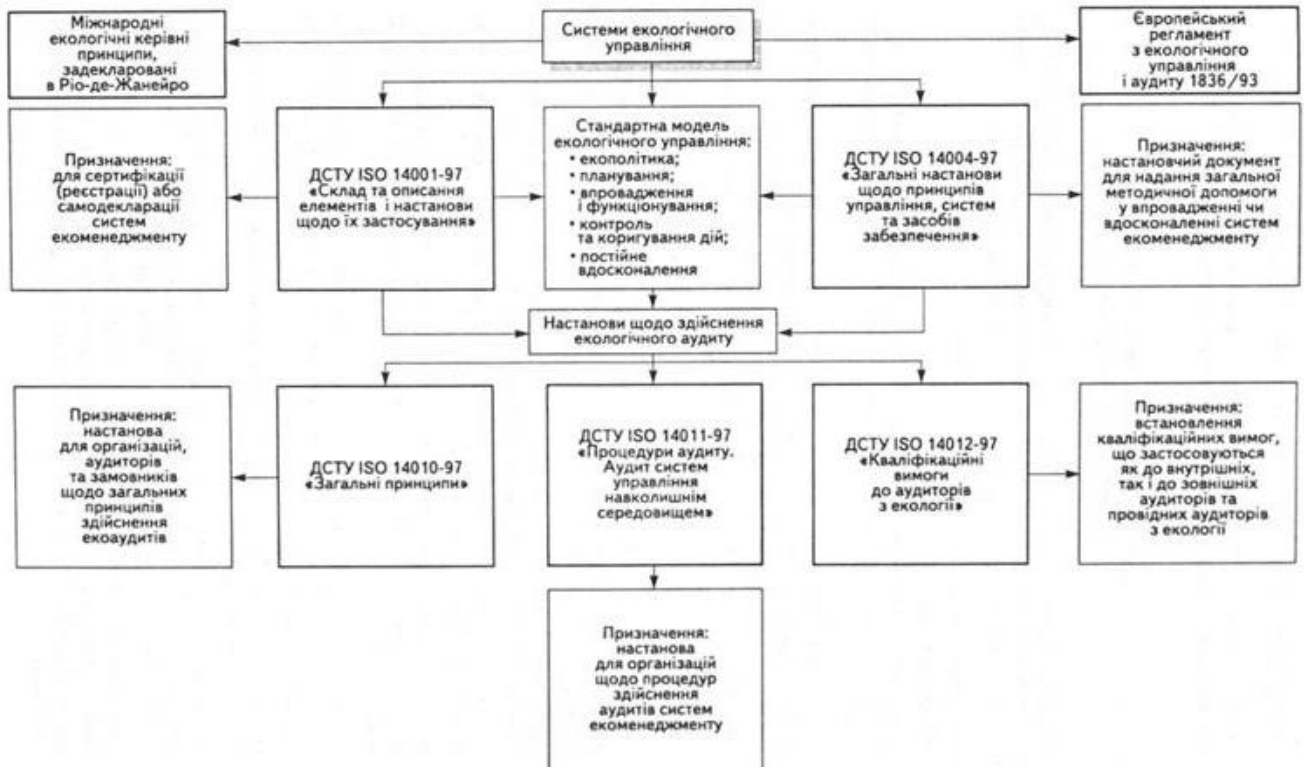 Міжнародні
екологічні керівні
принципи,
задекларовані
в Ріо-де-Жанейро
Системи екологічного
управління
Європейський
регламент
з екологічного
управління
і аудиту 1836/93
Призначення:
для сертифікації
(реєстрації) або
самодекларації
систем
екоменеджменту
ДСТУ ISO 14001-97
«Склад та описання
елементів і настанови
щодо їх застосування»
Стандартна модель
екологічного управління:
• екополітика;
• планування;
• впровадження
і функціонування;
• контроль
та коригування дій;
• постійне
вдосконалення
ДСТУ ISO 14004-97
«Загальні настанови
щодо принципів
управління, систем
та засобів
забезпечення»
Призначення:
настановчий документ
для надання загальної
методичної допомоги
у впровадженні чи
вдосконаленні систем
екоменеджменту
Настанови щодо здійснення
екологічного аудиту
Призначення:
настанова
для організацій,
аудиторів
та замовників
щодо загальних
принципів
здійснення
екоаудитів
ДСТУ ISO 14010-97
«Загальні принципи»
ДСТУ ISO 14011-97
«Процедури аудиту.
Аудит систем
управління
навколишнім
середовищем»
ДСТУ ISO 14012-97
«Кваліфікаційні
вимоги
до аудиторів
з екології»
Призначення:
встановлення
кваліфікаційних вимог,
що застосовуються
як до внутрішніх,
так і до зовнішніх
аудиторів та
провідних аудиторів
з екології
Призначення:
настанова
для організацій
щодо процедур
здійснення
аудитів систем
екоменеджменту